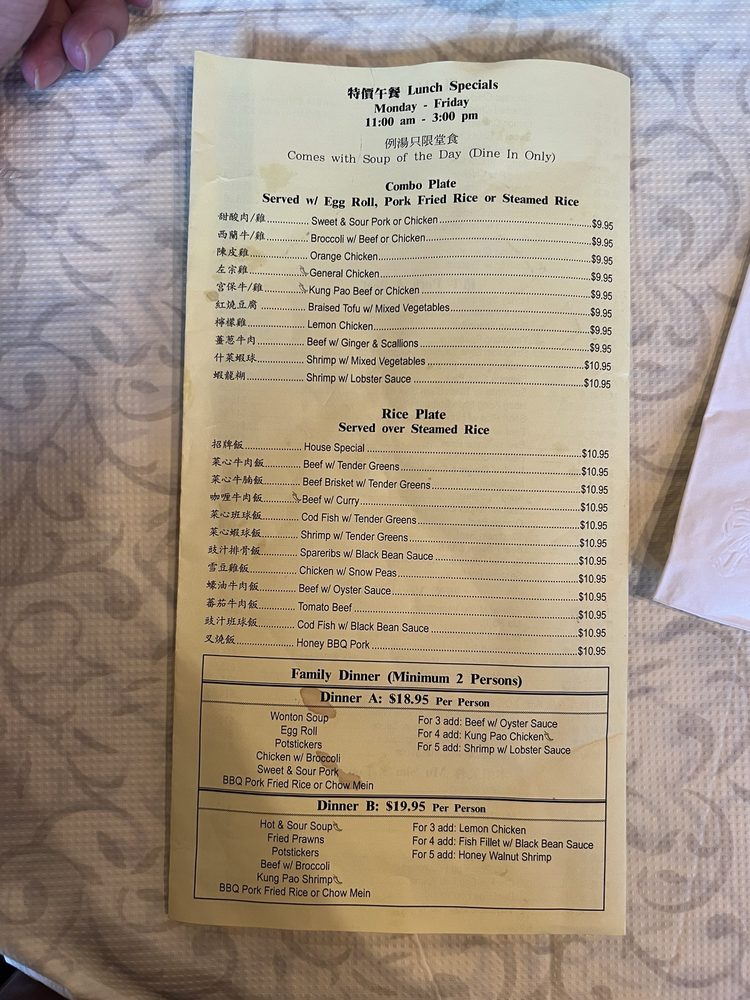 特價午餐 Lunch Specials
Monday - Friday
11:00 am - 3:00 pm
例湯只限堂食
Comes with Soup of the Day (Dine In Only)
Combo Plate
Served w/ Egg Roll, Pork Fried Rice or Steamed Rice
甜酸肉/雞 Sweet & Sour Pork or Chicken $9.95
西蘭牛/雞 Broccoli w/ Beef or Chicken $9.95
陳皮雞 Orange Chicken $9.95
左宗雞 General Chicken $9.95
宮保牛/雞 Kung Pao Beef or Chicken $9.95
紅燒豆腐 Braised Tofu w/ Mixed Vegetables $9.95
檸檬雞 Lemon Chicken $9.95
薑葱牛肉 Beef w/ Ginger & Scallions $9.95
什菜蝦球 Shrimp w/ Mixed Vegetables $10.95
蝦龍糊 Shrimp w/ Lobster Sauce $10.95
Rice Plate
Served over Steamed Rice
招牌飯 House Special $10.95
菜心牛肉飯 Beef w/ Tender Greens $10.95
菜心牛腩飯 Beef Brisket w/ Tender Greens $10.95
咖喱牛肉飯 Beef w/ Curry $10.95
菜心班球飯 Cod Fish w/ Tender Greens $10.95
菜心蝦球飯 Shrimp w/ Tender Greens $10.95
豉汁排骨飯 Spareribs w/ Black Bean Sauce $10.95
雪豆雞飯 Chicken w/ Snow Peas $10.95
蠔油牛肉飯 Beef w/ Oyster Sauce $10.95
蕃茄牛肉飯 Tomato Beef $10.95
豉汁班球飯 Cod Fish w/ Black Bean Sauce $10.95
叉燒飯 Honey BBQ Pork $10.95
Family Dinner (Minimum 2 Persons)
Dinner A: $18.95 Per Person
Wonton Soup
Egg Roll
Potstickers
Chicken w/ Broccoli
Sweet & Sour Pork
BBQ Pork Fried Rice or Chow Mein
For 3 add: Beef w/ Oyster Sauce
For 4 add: Kung Pao Chicken
For 5 add: Shrimp w/ Lobster Sauce
Dinner B: $19.95 Per Person
Hot & Sour Soup
Fried Prawns
Potstickers
Beef w/ Broccoli
Kung Pao Shrimp
BBQ Pork Fried Rice or Chow Mein
For 3 add: Lemon Chicken
For 4 add: Fish Fillet w/ Black Bean Sauce
For 5 add: Honey Walnut Shrimp